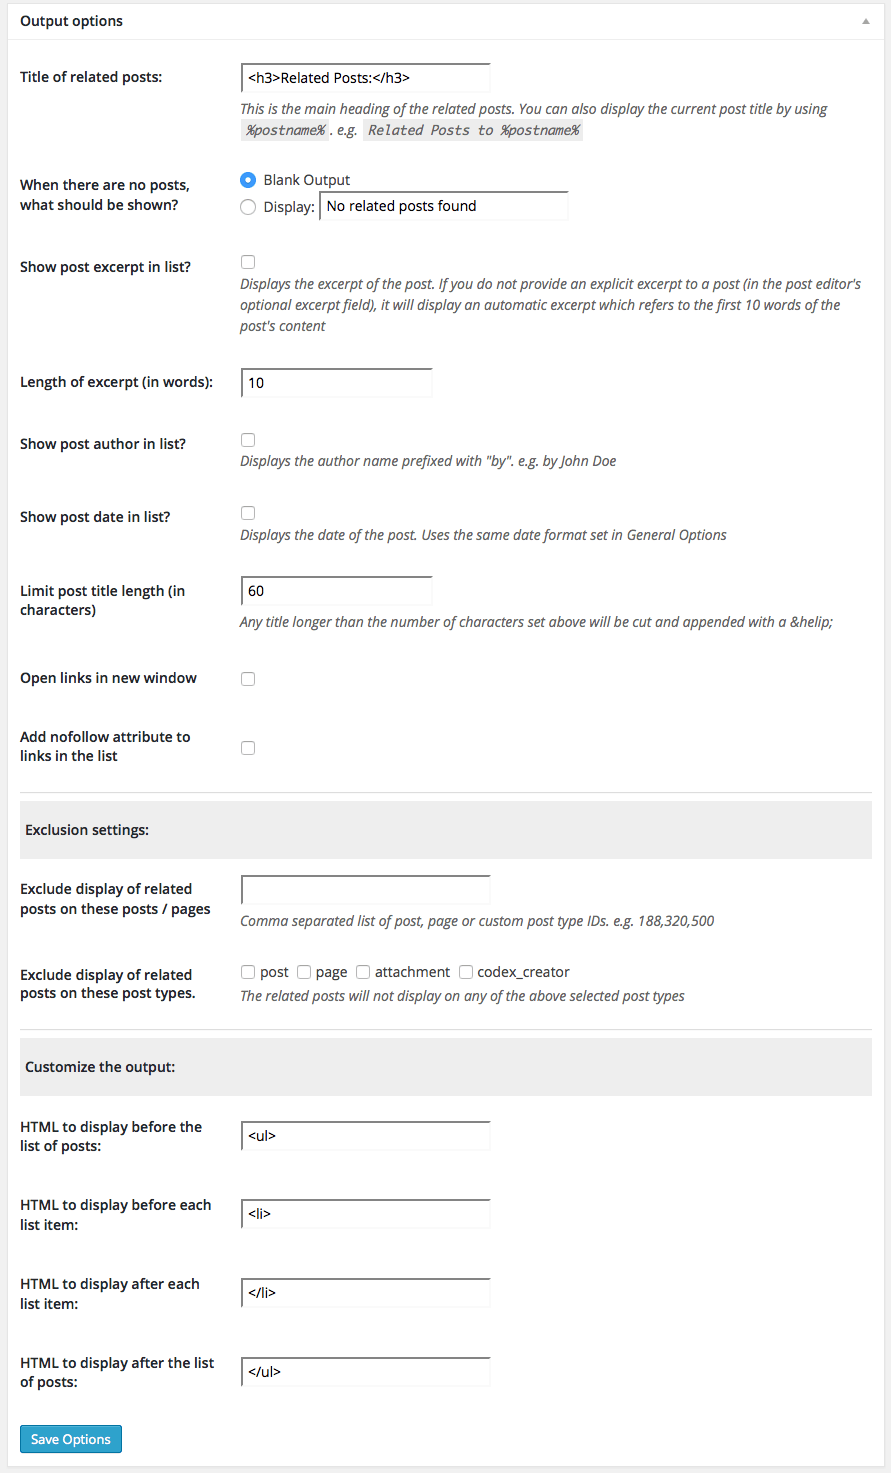 Output options
Title of related posts:
<h3>Related Posts:</h3>
This is the main heading of the related posts. You can also display the current post title by using
%postname% . e.g. Related Posts to %postname%
When there are no posts,
what should be shown?
Blank Output
Display: No related posts found
Show post excerpt in list?
Displays the excerpt of the post. If you do not provide an explicit excerpt to a post (in the post editor's
optional excerpt field), it will display an automatic excerpt which refers to the first 10 words of the
post's content
Length of excerpt (in words):
10
Show post author in list?
Displays the author name prefixed with "by". e.g. by John Doe
Show post date in list?
Displays the date of the post. Uses the same date format set in General Options
Limit post title length (in
characters)
60
Any title longer than the number of characters set above will be cut and appended with a &helip;
Open links in new window
Add nofollow attribute to
links in the list
Exclusion settings:
Exclude display of related
posts on these posts / pages
Comma separated list of post, page or custom post type IDs. e.g. 188,320,500
Exclude display of related
posts on these post types.
post page attachment codex_creator
The related posts will not display on any of the above selected post types
Customize the output:
HTML to display before the
list of posts:
<ul>
HTML to display before each
list item:
<li>
HTML to display after each
list item:
</li>
HTML to display after the list
of posts:
</ul>
Save Options